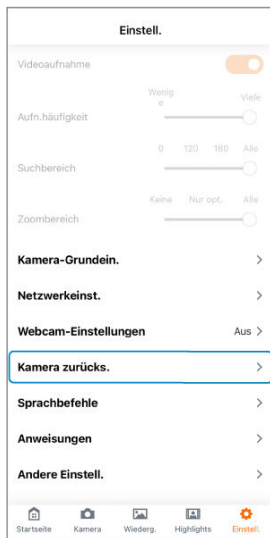 Einstell.
Videoaufnahme
Wenig
e
Viele
Aufn.häufigkeit
0 120 180 Alle
Suchbereich
Keine Nur opt. Alle
Zoombereich
Kamera-Grundein.
Netzwerkeinst.
Webcam-Einstellungen Aus
Kamera zurücks.
Sprachbefehle
Anweisungen
Andere Einstell.
Startseite Kamera Wiederg. Highlights Einstell.